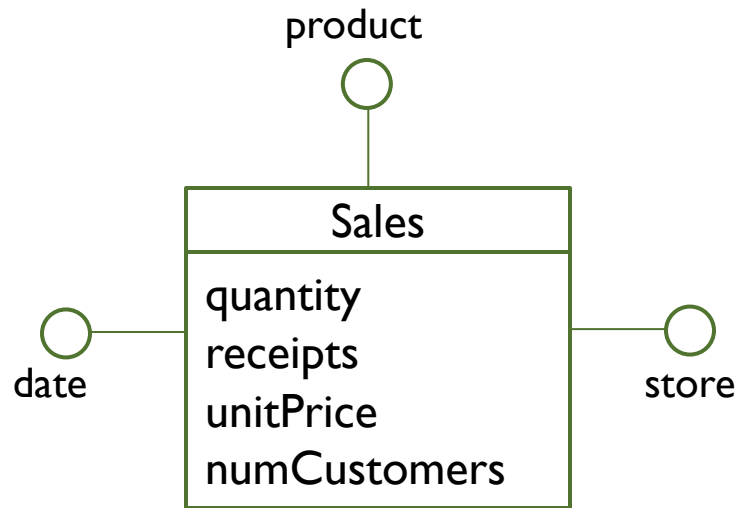 product
Sales
quantity
receipts
unitPrice
numCustomers
date
store